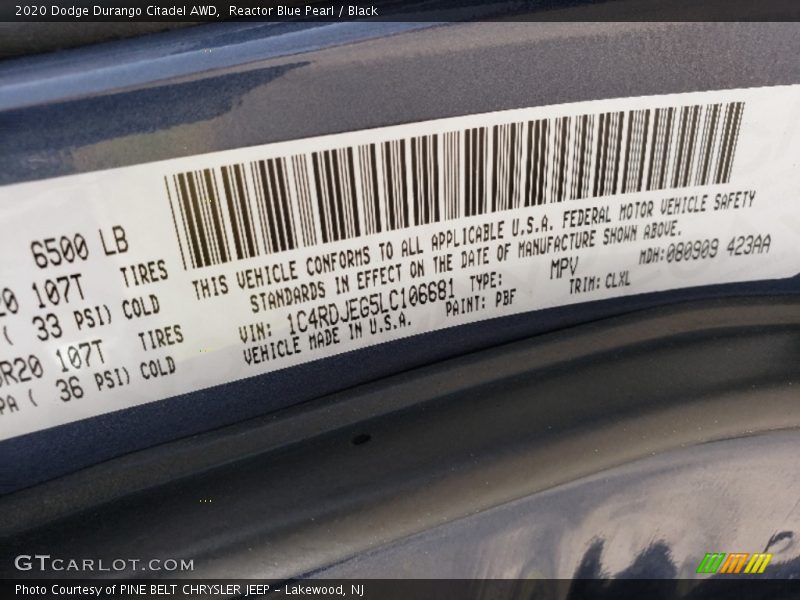 2020 Dodge Durango Citadel AWD,  Reactor Blue Pearl / Black
6500 LB
107T TIRES
( 33 PSI) COLD
R20 107T TIRES
PA ( 36 PSI) COLD
THIS VEHICLE CONFORMS TO ALL APPLICABLE U.S.A. FEDERAL MOTOR VEHICLE SAFETY
STANDARDS IN EFFECT ON THE DATE OF MANUFACTURE SHOWN ABOVE.
VIN: 1C4RDJEG5LC106681 TYPE: MPV MDH:080909 423AA
VEHICLE MADE IN U.S.A. PAINT: PBF TRIM: CLXL
GTCARLOT.COM
Photo Courtesy of PINE BELT CHRYSLER JEEP – Lakewood, NJ